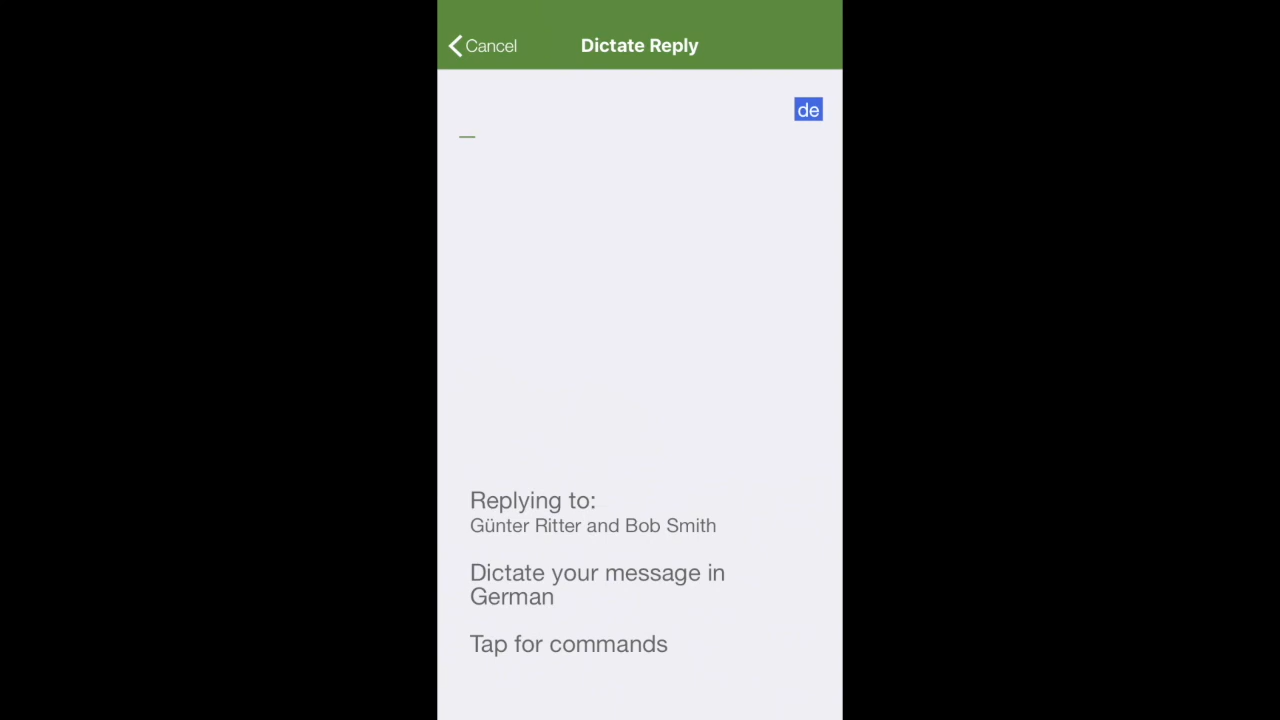 Cancel
Dictate Reply
de
Replying to:
Günter Ritter and Bob Smith
Dictate your message in
German
Tap for commands